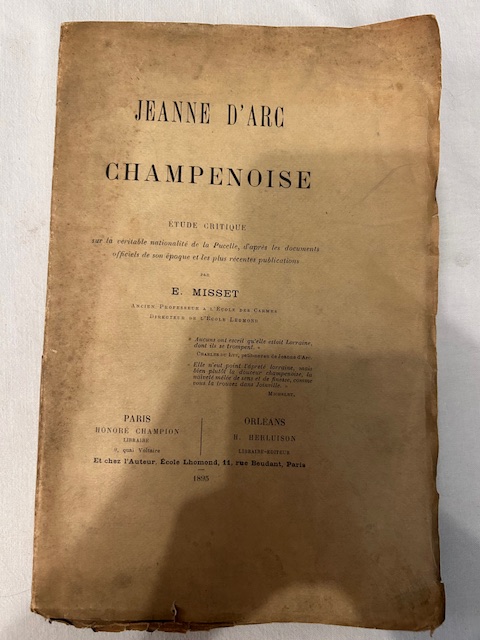 JEANNE D'ARC
CHAMPENOISE
ÉTUDE CRITIQUE
sur la véritable nationalité de la Pucelle, d'après les documents
officiels de son époque et les plus récentes publications
PAR
E. MISSET
ANCIEN PROFESSEUR A L'ÉCOLE DES CARMES
DIRECTEUR DE L'ÉCOLE LHOMOND
« Aucuns ont escrit qu'elle estoit Lorraine,
dont ils se trompent. »
CHARLES DU LYS, petit-neveu de Jeanne d'Arc.
Elle n'eut point l'âpreté lorraine, mais
bien plutôt la douceur champenoise, la
naïveté mêlée de sens et de finesse, comme
vous la trouvez dans Joinville. »
MICHELET.
PARIS
HONORÉ CHAMPION
LIBRAIRE
9, quai Voltaire
ORLÉANS
H. HERLUISON
LIBRAIRE-ÉDITEUR
Et chez l'Auteur, École Lhomond, 11, rue Beudant, Paris
1895